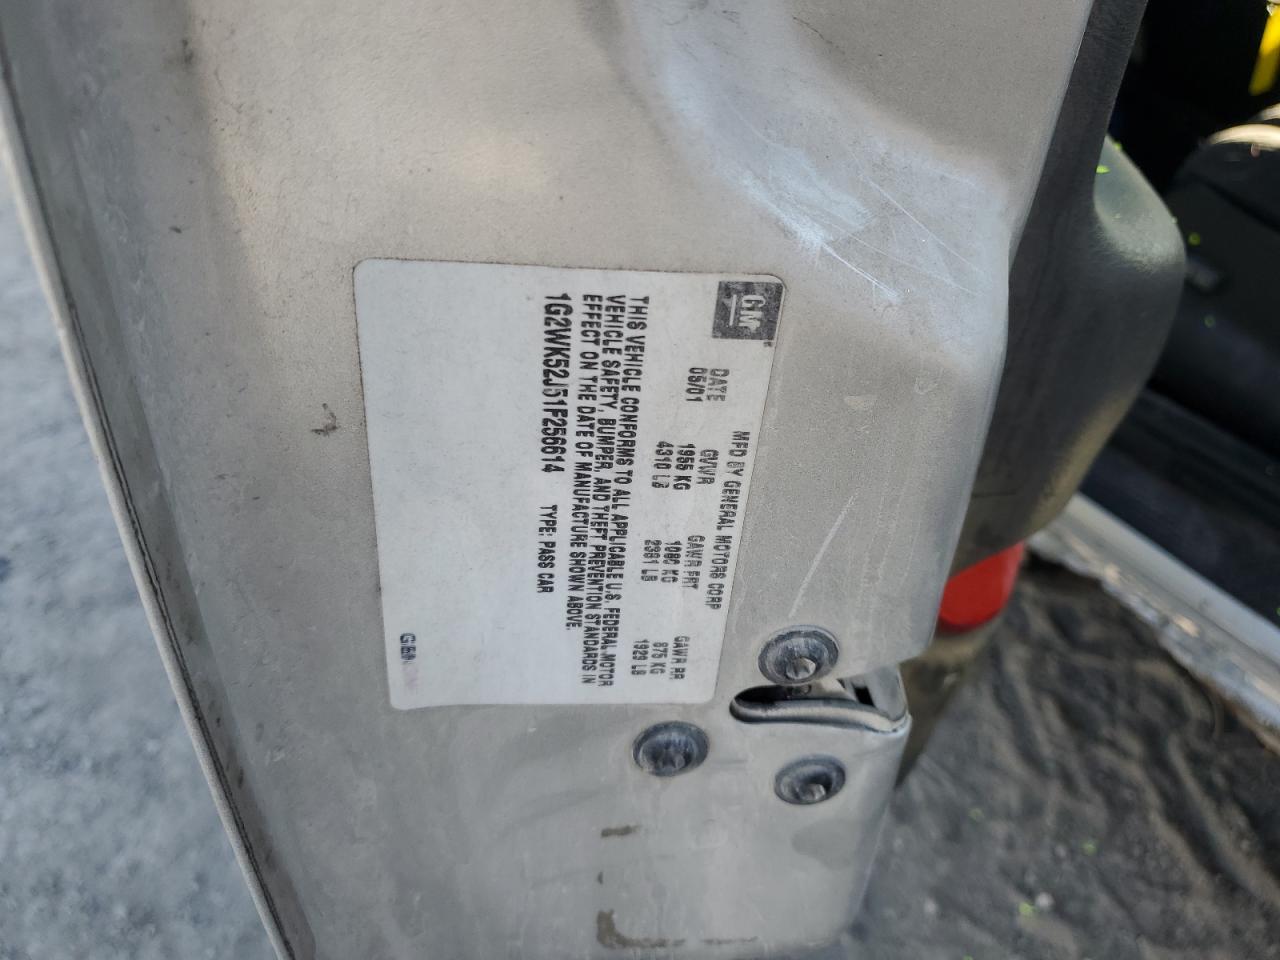 GM
MFD BY GENERAL MOTORS CORP
DATE GVWR GAWR FRT GAWR RR
05/01 1955 KG 1080 KG 875 KG
4310 LB 2381 LB 1929 LB
THIS VEHICLE CONFORMS TO ALL APPLICABLE U.S. FEDERAL MOTOR
VEHICLE SAFETY, BUMPER, AND THEFT PREVENTION STANDARDS IN
EFFECT ON THE DATE OF MANUFACTURE SHOWN ABOVE.
1G2WK52J51F256614 TYPE: PASS CAR